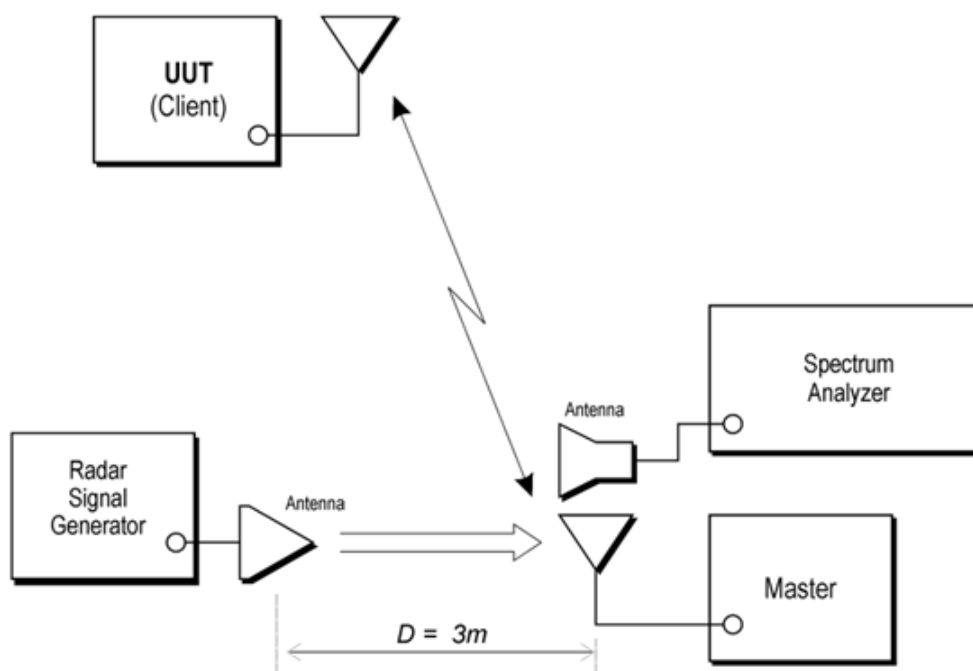 UUT
(Client)
Spectrum
Analyzer
Antenna
Radar
Signal
Generator
Antenna
Master
D = 3m